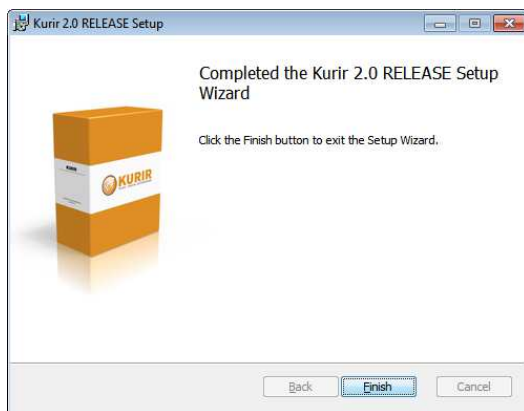 Kurir 2.0 RELEASE Setup
Completed the Kurir 2.0 RELEASE Setup
Wizard
Click the Finish button to exit the Setup Wizard.
KURIR
KURIR
Back
Finish
Cancel